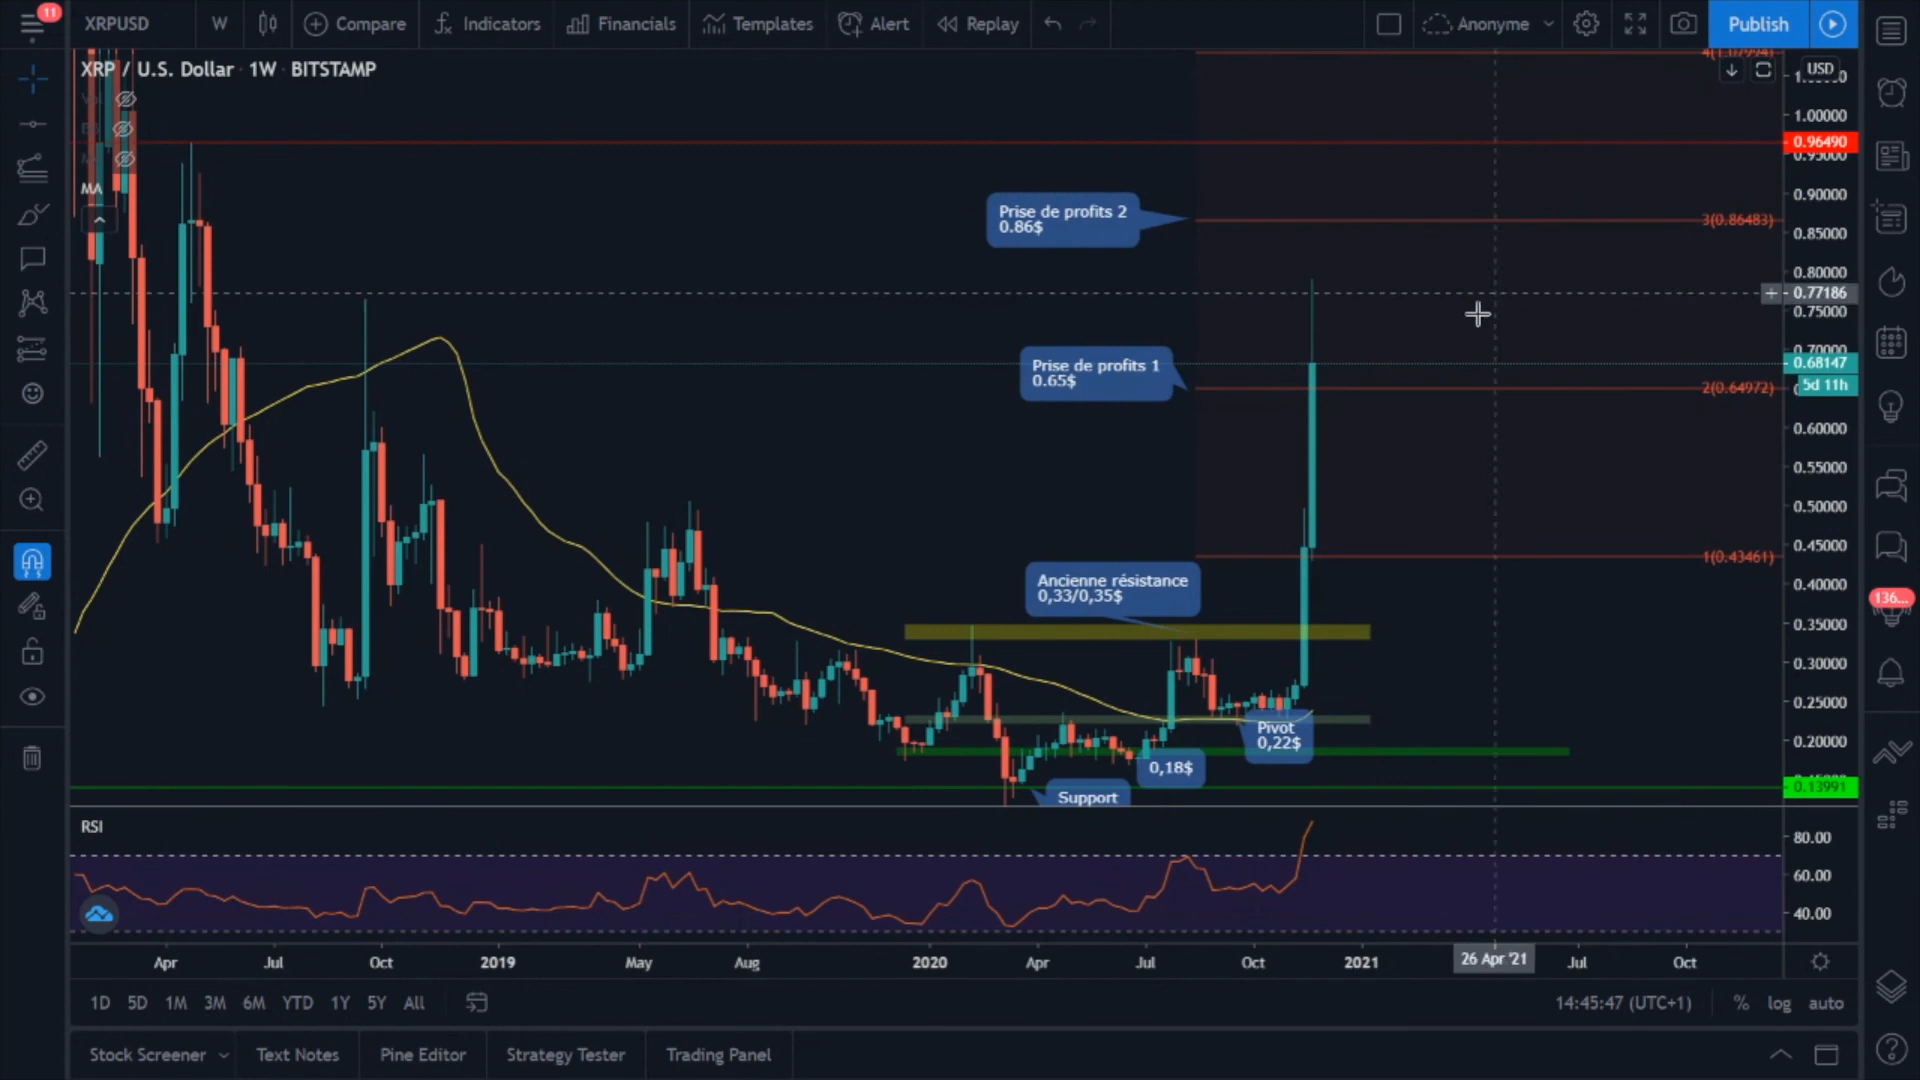 11
XRPUSD
W
Compare
Indicators
Financials
Templates
Alert
Replay
Anonyme
Publish
XRP / U.S. Dollar 1W BITSTAMP
USD
MA
1.00000
0.96490
0.95000
0.90000
Prise de profits 2
0.86$
3(0.86483)
0.85000
0.80000
0.77186
0.75000
0.70000
0.68147
5d 11h
Prise de profits 1
0.65$
2(0.64972)
0.60000
0.55000
0.50000
0.45000
1(0.43461)
0.40000
Ancienne résistance
0,33/0,35$
136...
0.35000
0.30000
0.25000
Pivot
0,22$
0.20000
0,18$
Support
0.13991
RSI
80.00
60.00
40.00
Apr
Jul
Oct
2019
May
Aug
2020
Apr
Jul
Oct
2021
26 Apr '21
Jul
Oct
1D 5D 1M 3M 6M YTD 1Y 5Y All
14:45:47 (UTC+1)
% log auto
Stock Screener
Text Notes
Pine Editor
Strategy Tester
Trading Panel